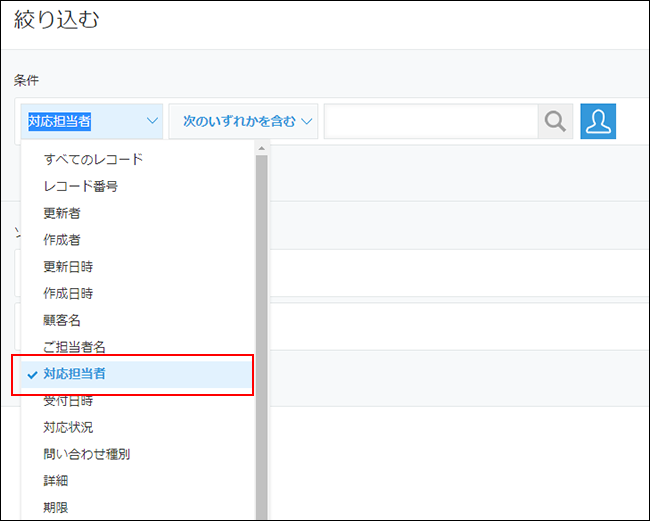 絞り込む
条件
対応担当者 次のいずれかを含む
すべてのレコード
レコード番号
更新者
作成者
更新日時
作成日時
顧客名
ご担当者名
対応担当者
受付日時
対応状況
問い合わせ種別
詳細
期限